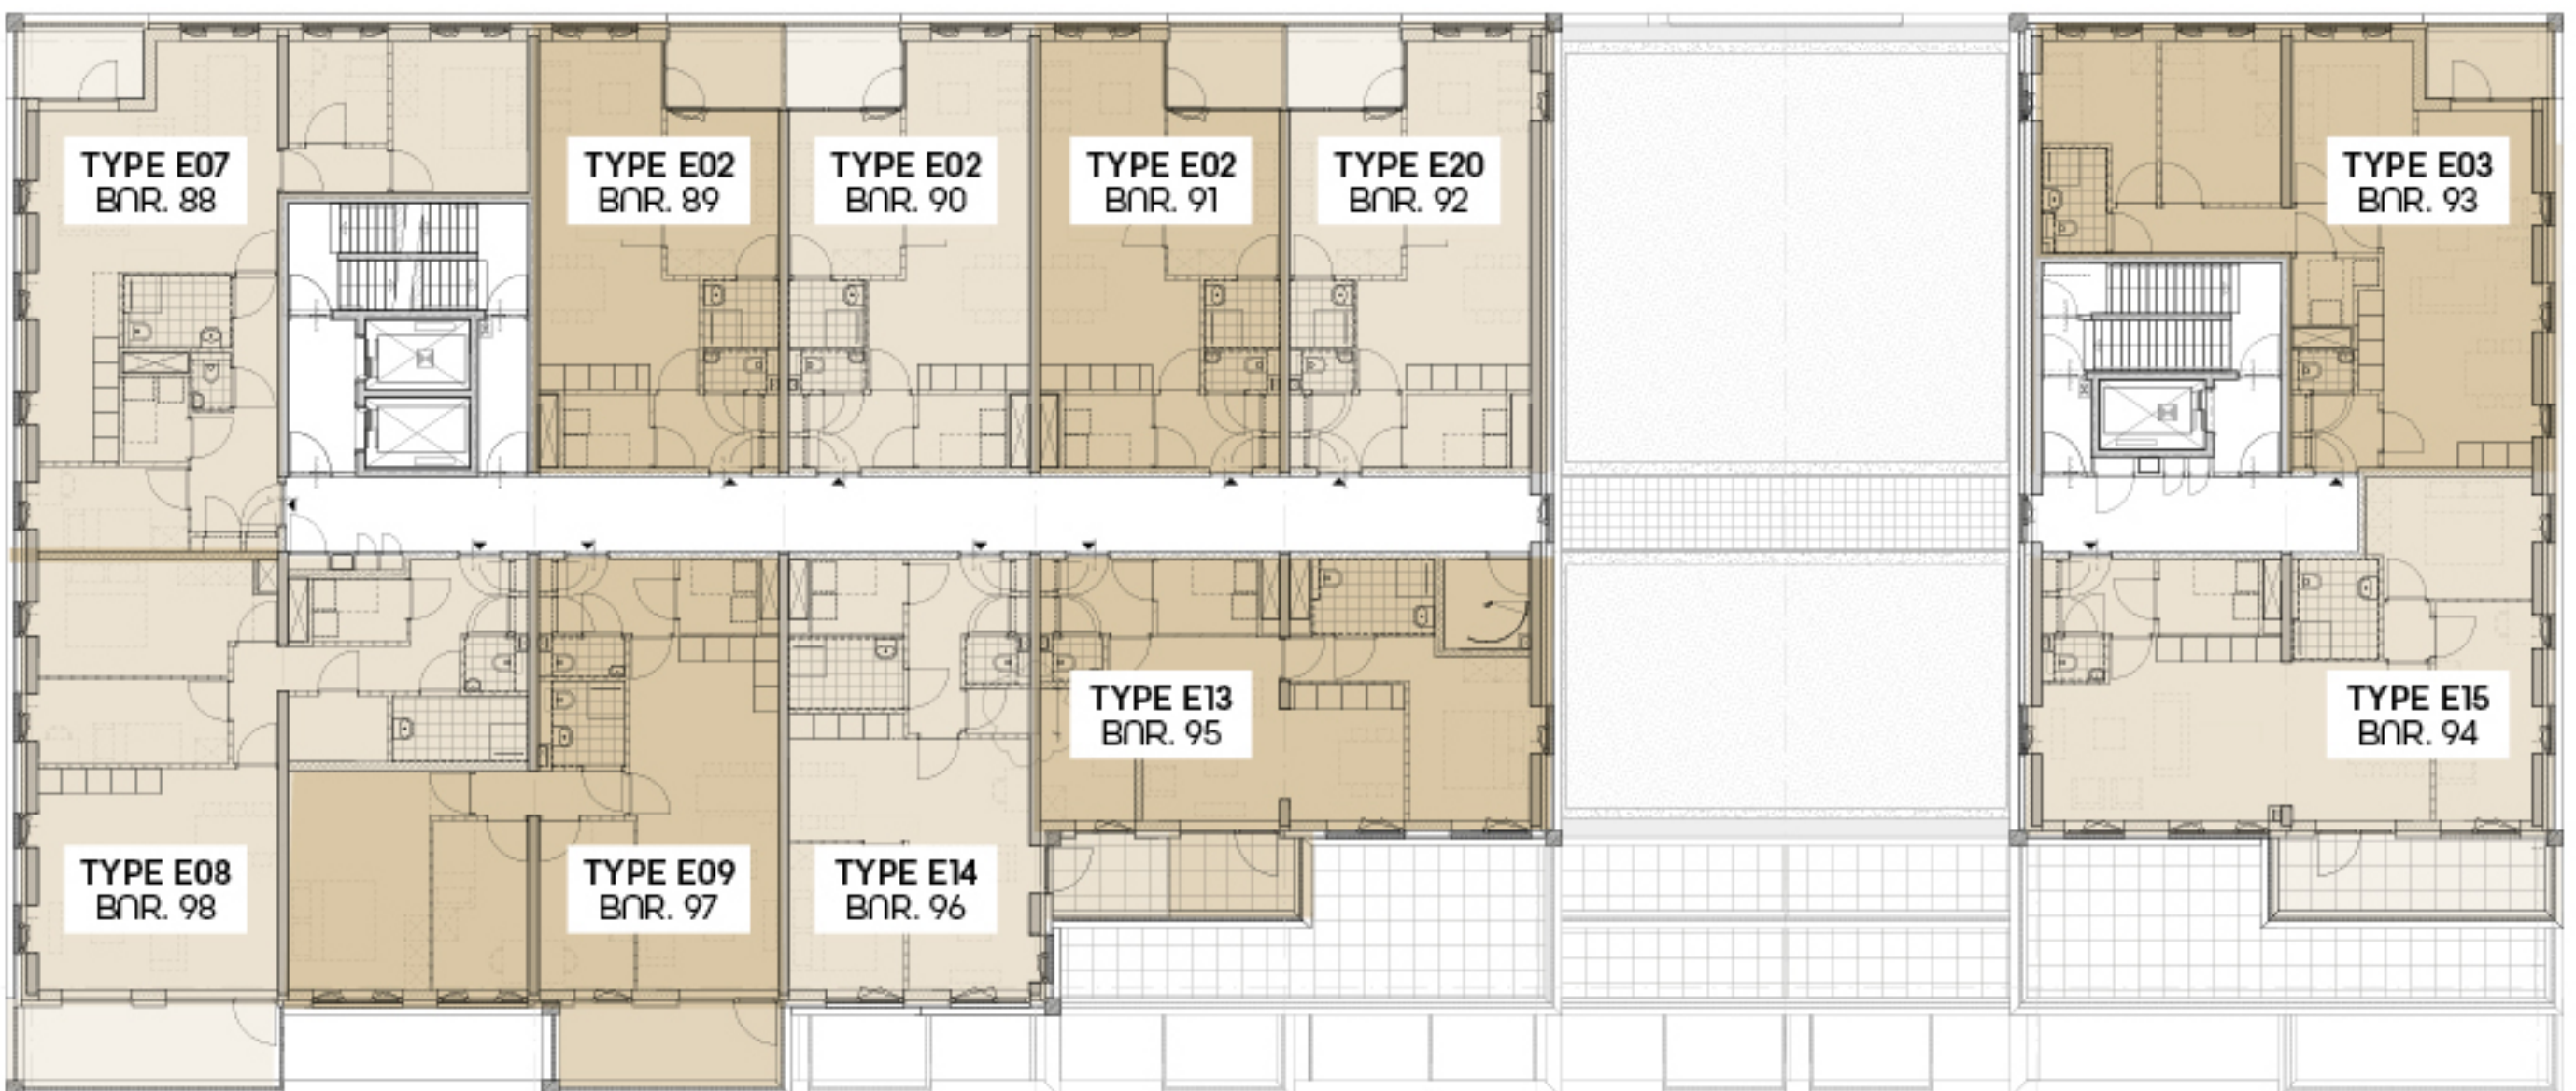 TYPE E07
BNR. 88
TYPE E02
BNR. 89
TYPE E02
BNR. 90
TYPE E02
BNR. 91
TYPE E20
BNR. 92
TYPE E03
BNR. 93
TYPE E13
BNR. 95
TYPE E15
BNR. 94
TYPE E08
BNR. 98
TYPE E09
BNR. 97
TYPE E14
BNR. 96